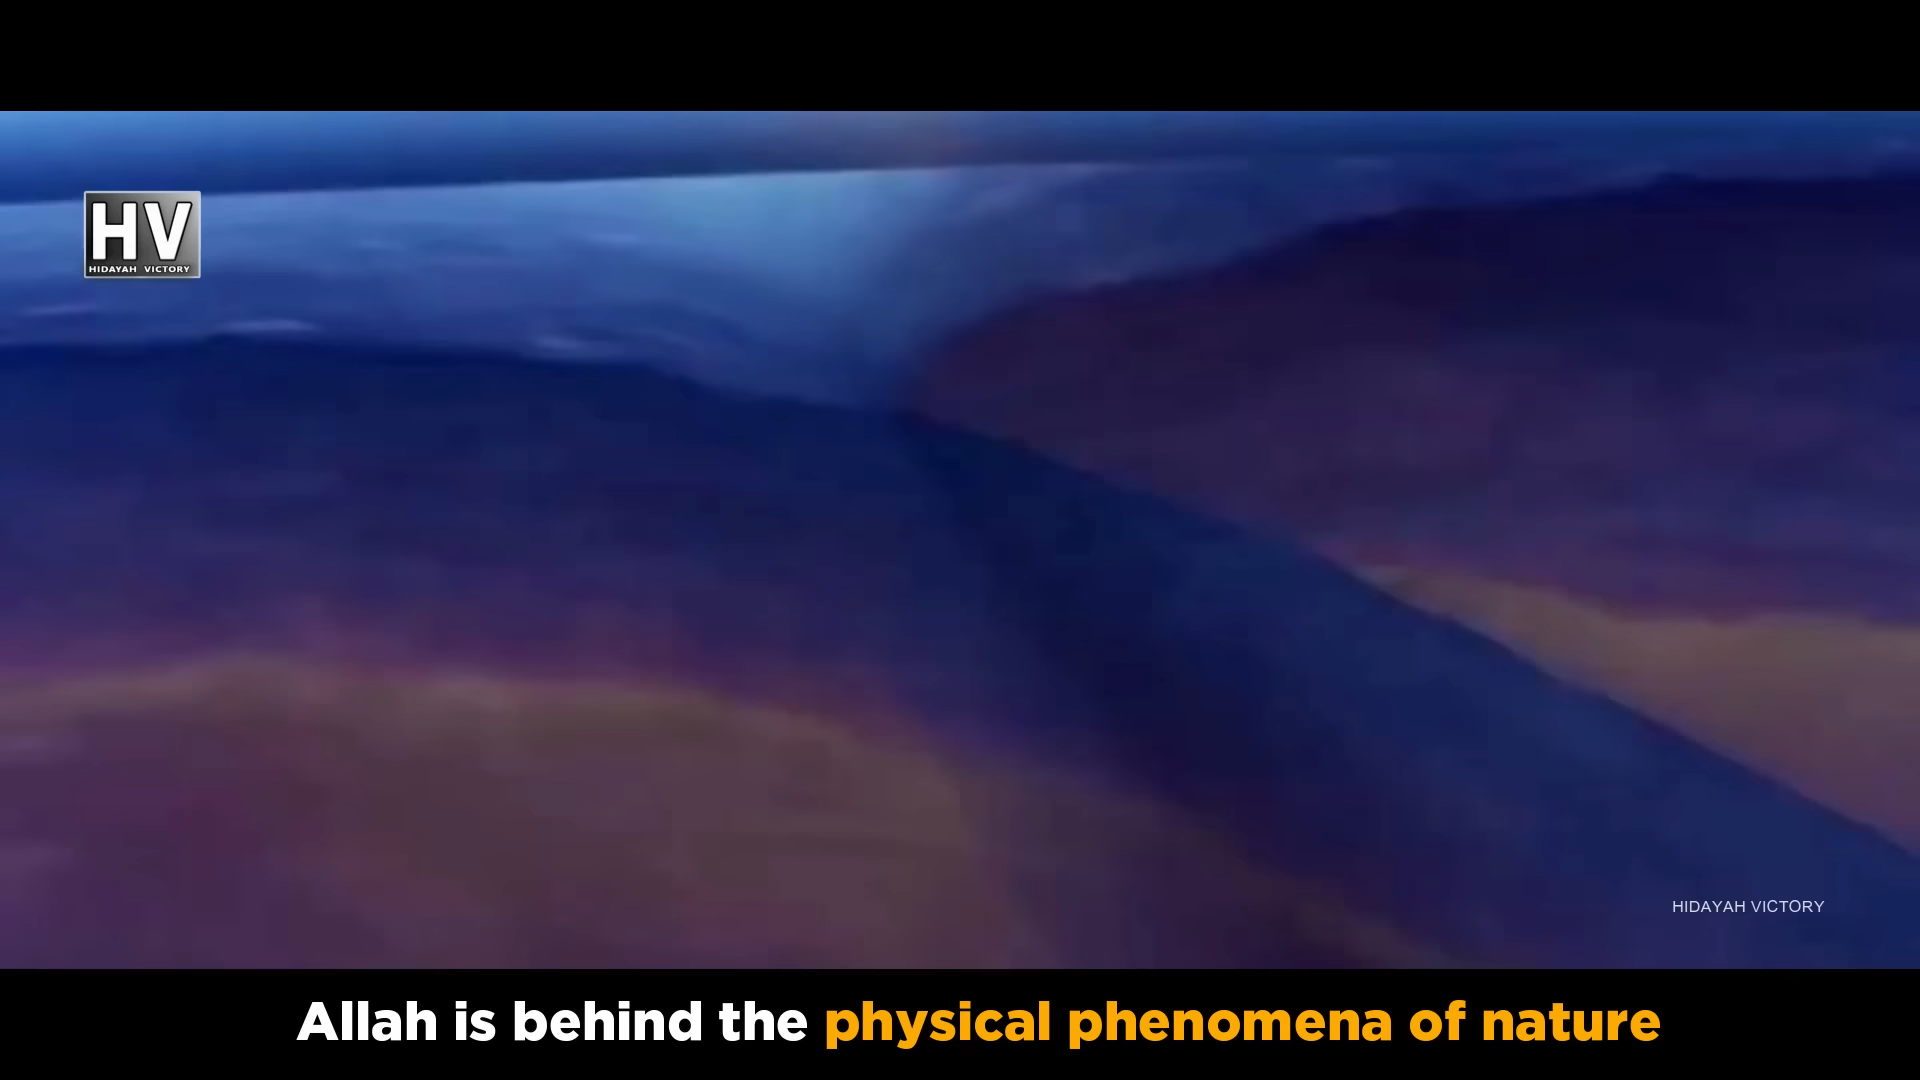 HV
HIDAYAH VICTORY
HIDAYAH VICTORY
Allah is behind the physical phenomena of nature